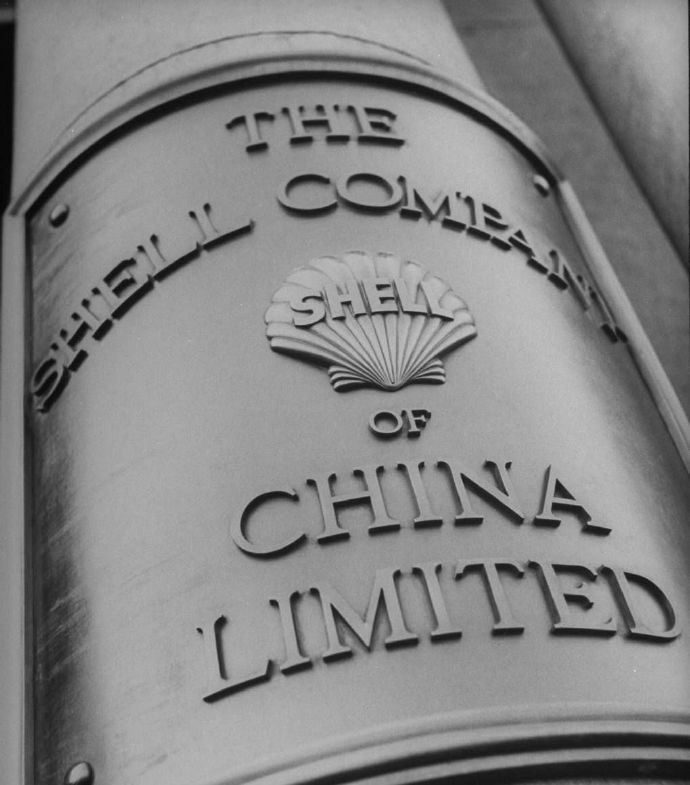 THE
SHELL COMPANY
SHELL
OF
CHINA
LIMITED